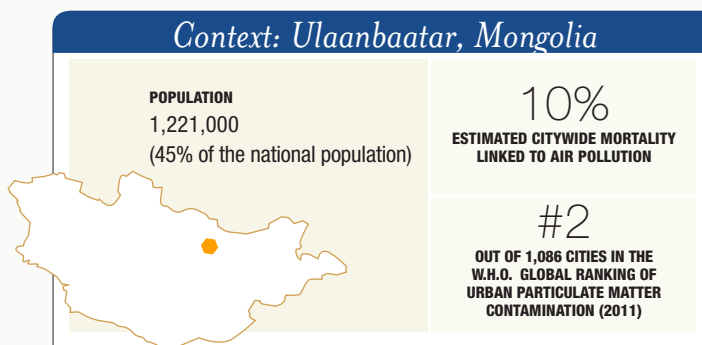 Context: Ulaanbaatar, Mongolia
POPULATION
1,221,000
(45% of the national population)
10%
ESTIMATED CITYWIDE MORTALITY
LINKED TO AIR POLLUTION
#2
OUT OF 1,086 CITIES IN THE
W.H.O. GLOBAL RANKING OF
URBAN PARTICULATE MATTER
CONTAMINATION (2011)